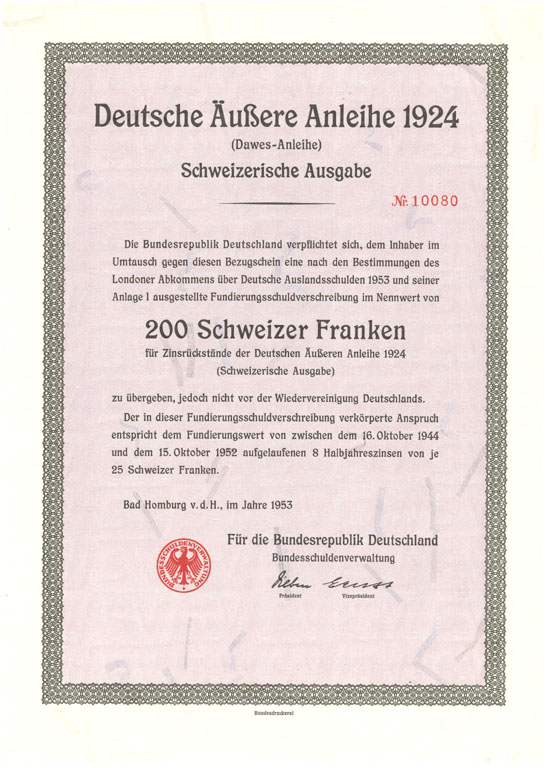 Deutsche Äußere Anleihe 1924
(Dawes-Anleihe)
Schweizerische Ausgabe
Nr. 10080
Die Bundesrepublik Deutschland verpflichtet sich, dem Inhaber im
Umtausch gegen diesen Bezugschein eine nach den Bestimmungen des
Londoner Abkommens über Deutsche Auslandsschulden 1953 und seiner
Anlage I ausgestellte Fundierungsschuldverschreibung im Nennwert von
200 Schweizer Franken
für Zinsrückstände der Deutschen Äußeren Anleihe 1924
(Schweizerische Ausgabe)
zu übergeben, jedoch nicht vor der Wiedervereinigung Deutschlands.
Der in dieser Fundierungsschuldverschreibung verkörperte Anspruch
entspricht dem Fundierungswert von zwischen dem 16. Oktober 1944
und dem 15. Oktober 1952 aufgelaufenen 8 Halbjahreszinsen von je
25 Schweizer Franken.
Bad Homburg v. d. H., im Jahre 1953
Für die Bundesrepublik Deutschland
Bundesschuldenverwaltung
BUNDESSCHULDENVERWALTUNG
Präsident Vizepräsident
Bundesdruckerei